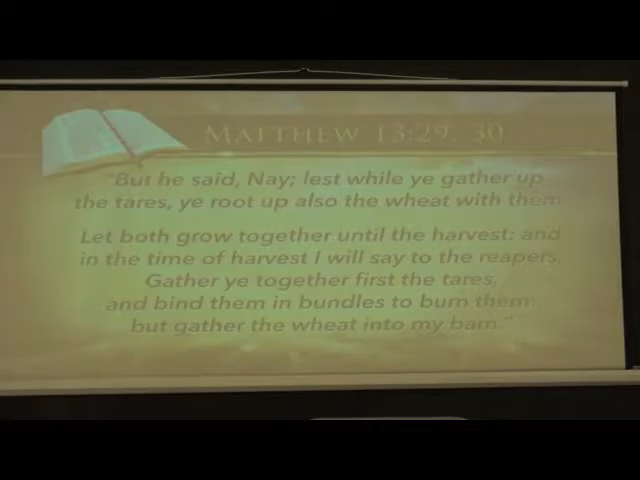 MATTHEW 13:29, 30
"But he said, Nay; lest while ye gather up
the tares, ye root up also the wheat with them
Let both grow together until the harvest: and
in the time of harvest I will say to the reapers,
Gather ye together first the tares,
and bind them in bundles to burn them:
but gather the wheat into my barn."